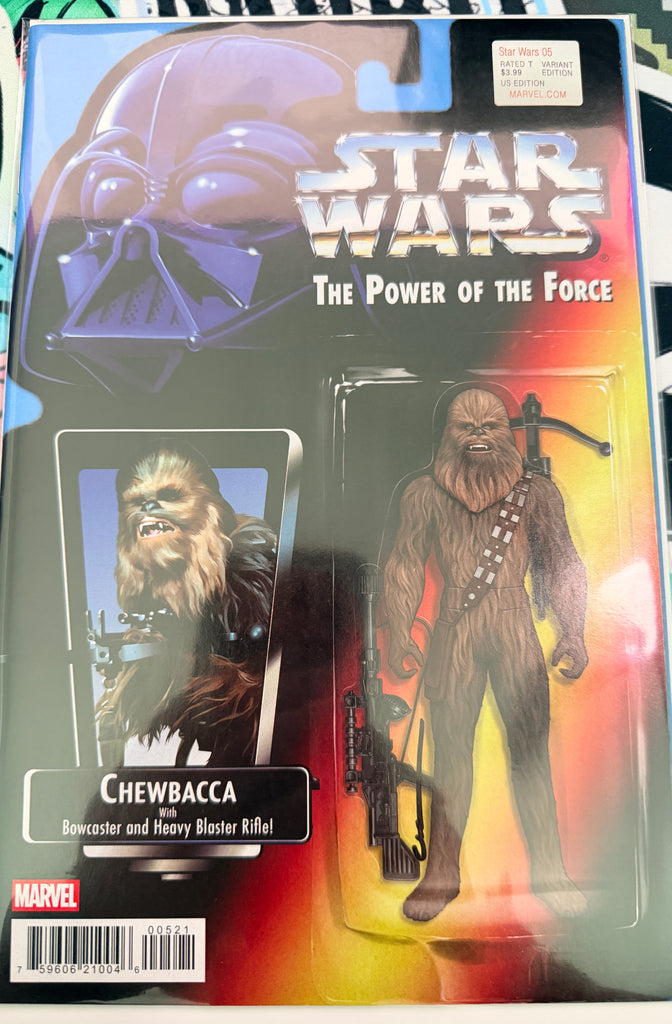 Star Wars 05
RATED T VARIANT
$3.99 EDITION
US EDITION
MARVEL.COM
STAR
WARS®
THE POWER OF THE FORCE
CHEWBACCA
With
Bowcaster and Heavy Blaster Rifle!
MARVEL
00521
7 59606 21004 6